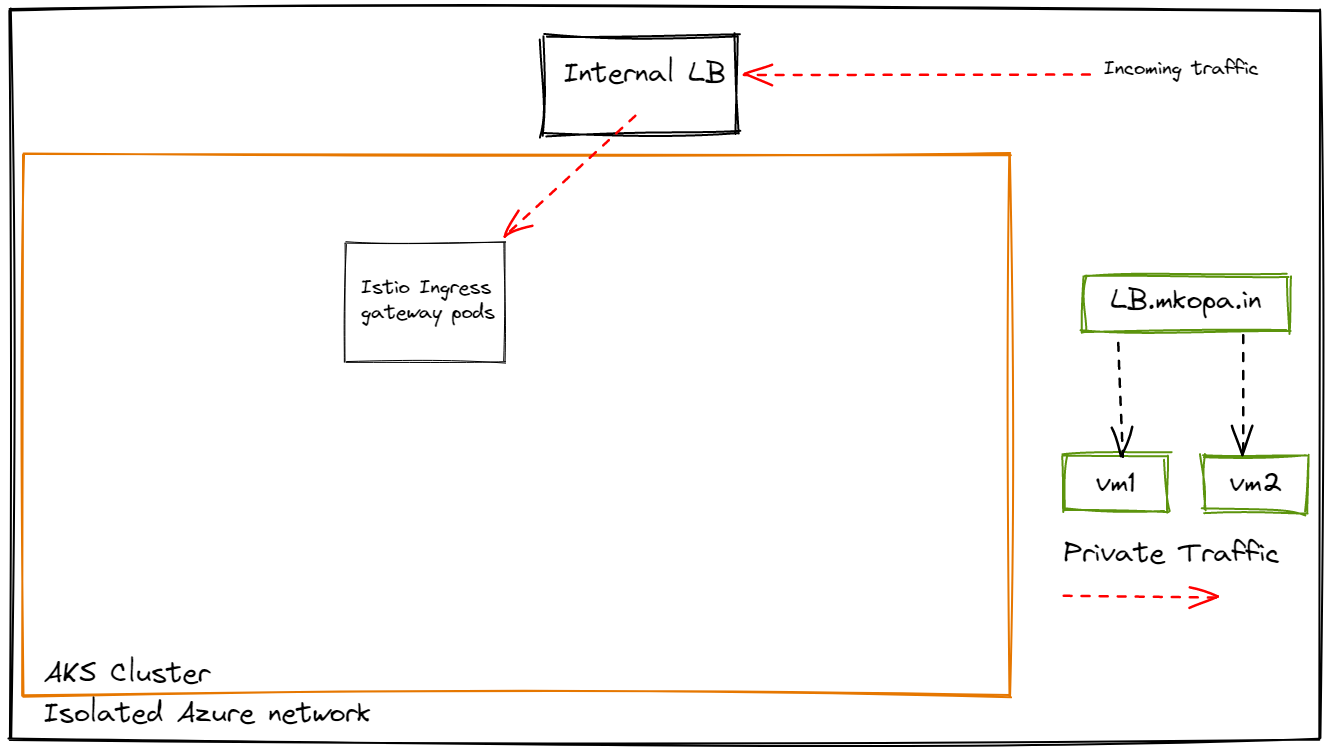 Internal LB
Incoming traffic
Istio Ingress
gateway pods
LB.mkopa.in
vm1
vm2
Private Traffic
AKS Cluster
Isolated Azure network